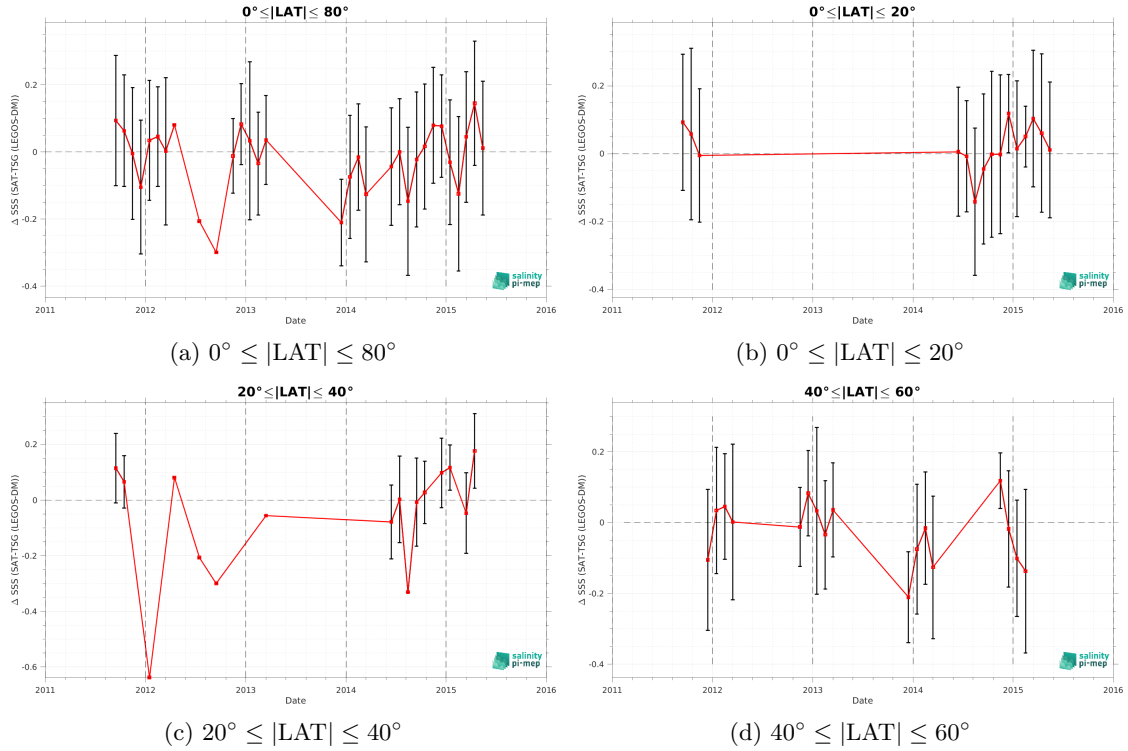 0°≤|LAT|≤ 80°
Δ SSS (SAT-TSG (LEGOS-DM))
0.2
0
-0.2
-0.4
2011 2012 2013 2014 2015 2016
Date
salinity
pi-mep
(a) 0° ≤ |LAT| ≤ 80°
0°≤|LAT|≤ 20°
Δ SSS (SAT-TSG (LEGOS-DM))
0.2
0
-0.2
-0.4
2011 2012 2013 2014 2015 2016
Date
salinity
pi-mep
(b) 0° ≤ |LAT| ≤ 20°
20°≤|LAT|≤ 40°
Δ SSS (SAT-TSG (LEGOS-DM))
0.2
0
-0.2
-0.4
-0.6
2011 2012 2013 2014 2015 2016
Date
salinity
pi-mep
(c) 20° ≤ |LAT| ≤ 40°
40°≤|LAT|≤ 60°
Δ SSS (SAT-TSG (LEGOS-DM))
0.2
0
-0.2
-0.4
2011 2012 2013 2014 2015 2016
Date
salinity
pi-mep
(d) 40° ≤ |LAT| ≤ 60°